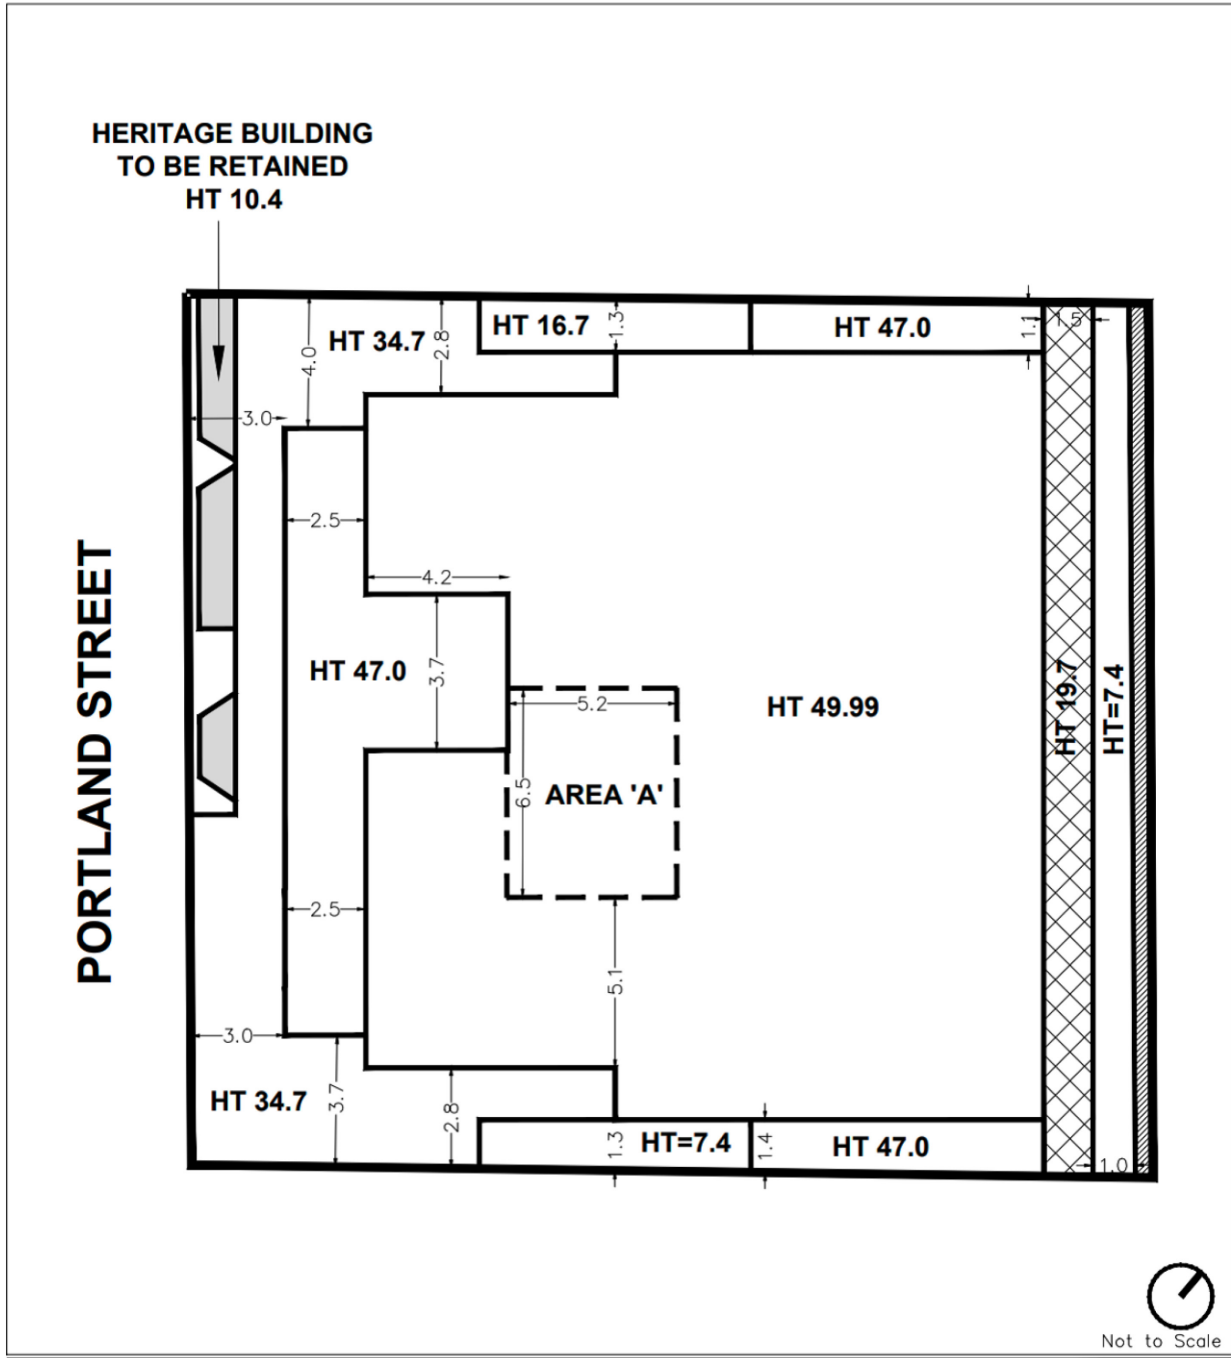 HERITAGE BUILDING
TO BE RETAINED
HT 10.4
HT 34.7
4.0
2.8
HT 16.7
1.3
HT 47.0
1.1
1.5
3.0
2.5
4.2
HT 47.0
3.7
5.2
HT 49.99
HT 19.7
HT=7.4
6.5
AREA 'A'
PORTLAND STREET
2.5
5.1
3.0
HT 34.7
3.7
2.8
1.3
HT=7.4
1.4
HT 47.0
1.0
Not to Scale